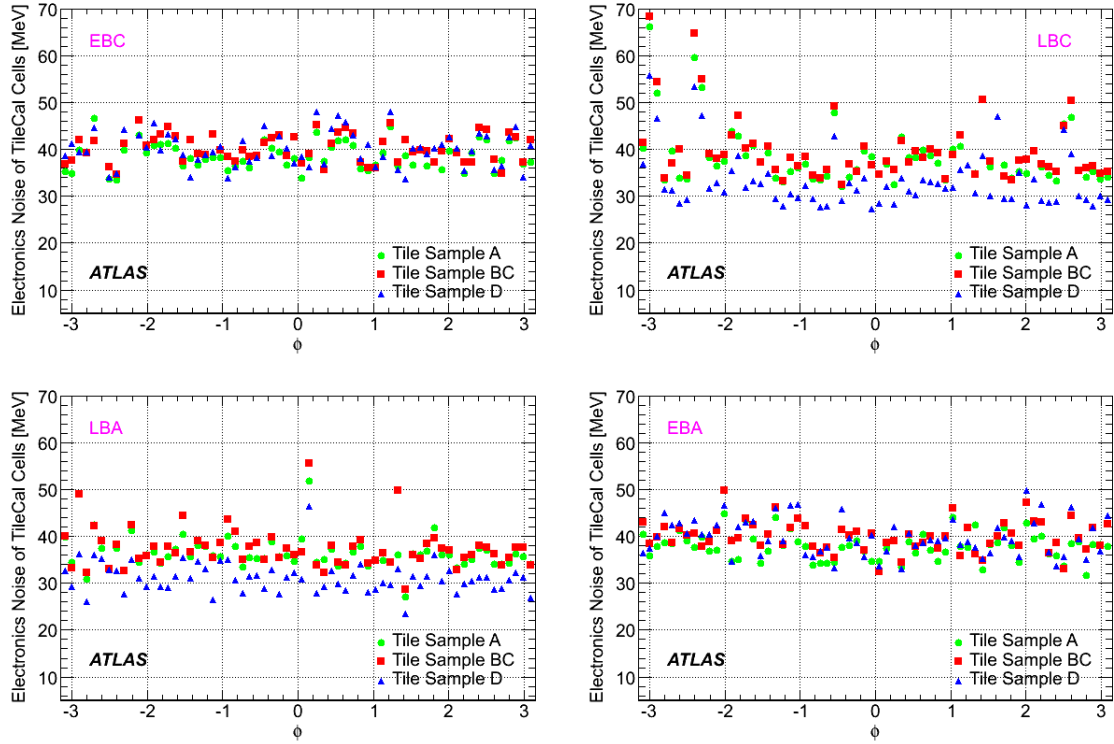 Electronics Noise of TileCal Cells [MeV]
70
60
50
40
30
20
10
EBC
ATLAS
Tile Sample A
Tile Sample BC
Tile Sample D
-3 -2 -1 0 1 2 3
ϕ
Electronics Noise of TileCal Cells [MeV]
70
60
50
40
30
20
10
LBC
ATLAS
Tile Sample A
Tile Sample BC
Tile Sample D
-3 -2 -1 0 1 2 3
ϕ
Electronics Noise of TileCal Cells [MeV]
70
60
50
40
30
20
10
LBA
ATLAS
Tile Sample A
Tile Sample BC
Tile Sample D
-3 -2 -1 0 1 2 3
ϕ
Electronics Noise of TileCal Cells [MeV]
70
60
50
40
30
20
10
EBA
ATLAS
Tile Sample A
Tile Sample BC
Tile Sample D
-3 -2 -1 0 1 2 3
ϕ